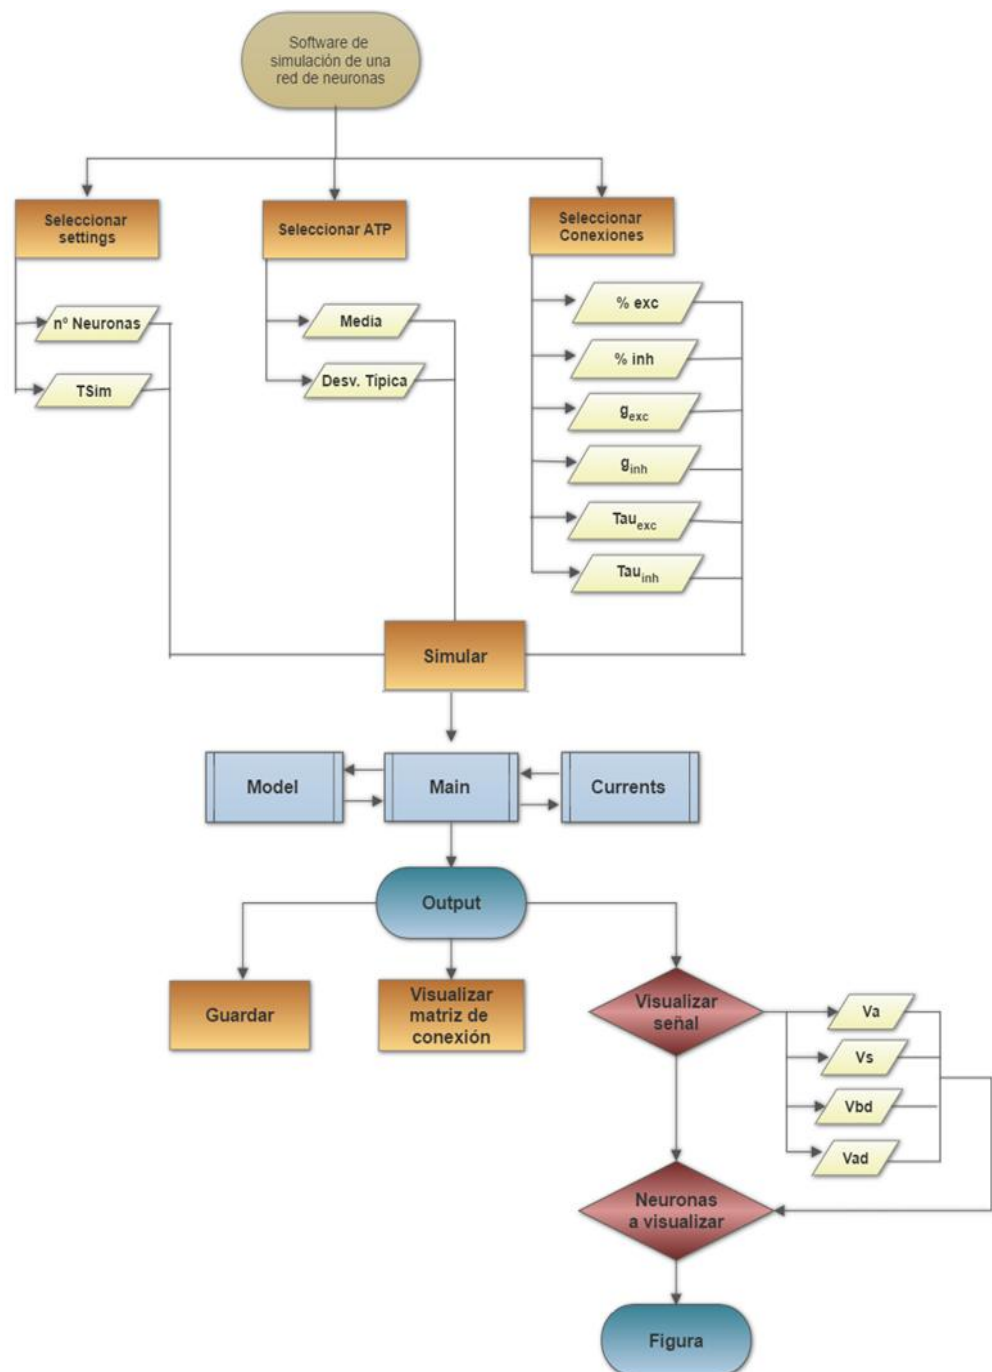 Software de
simulación de una
red de neuronas
Seleccionar
settings
Seleccionar ATP
Seleccionar
Conexiones
nº Neuronas
TSim
Media
Desv. Típica
% exc
% inh
gexc
ginh
Tauexc
Tauinh
Simular
Model
Main
Currents
Output
Guardar
Visualizar
matriz de
conexión
Visualizar
señal
Va
Vs
Vbd
Vad
Neuronas
a visualizar
Figura